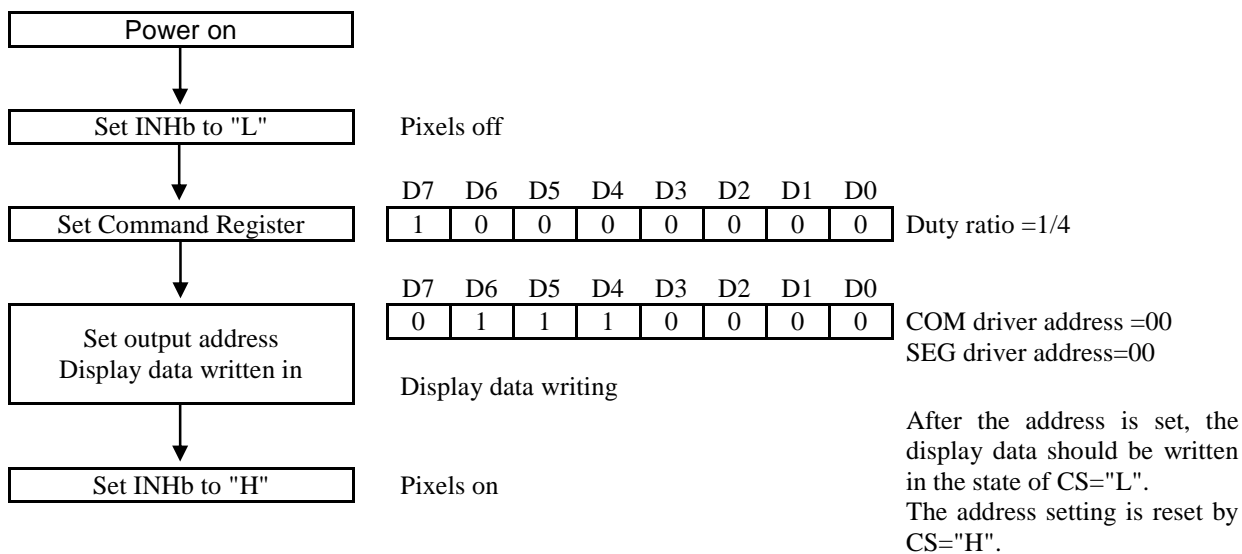 Power on
Set INHb to "L"
Pixels off
D7 D6 D5 D4 D3 D2 D1 D0
Set Command Register
1 0 0 0 0 0 0 0
Duty ratio =1/4
D7 D6 D5 D4 D3 D2 D1 D0
0 1 1 1 0 0 0 0
COM driver address =00
SEG driver address=00
Set output address
Display data written in
Display data writing
After the address is set, the
display data should be written
in the state of CS="L".
The address setting is reset by
CS="H".
Set INHb to "H"
Pixels on